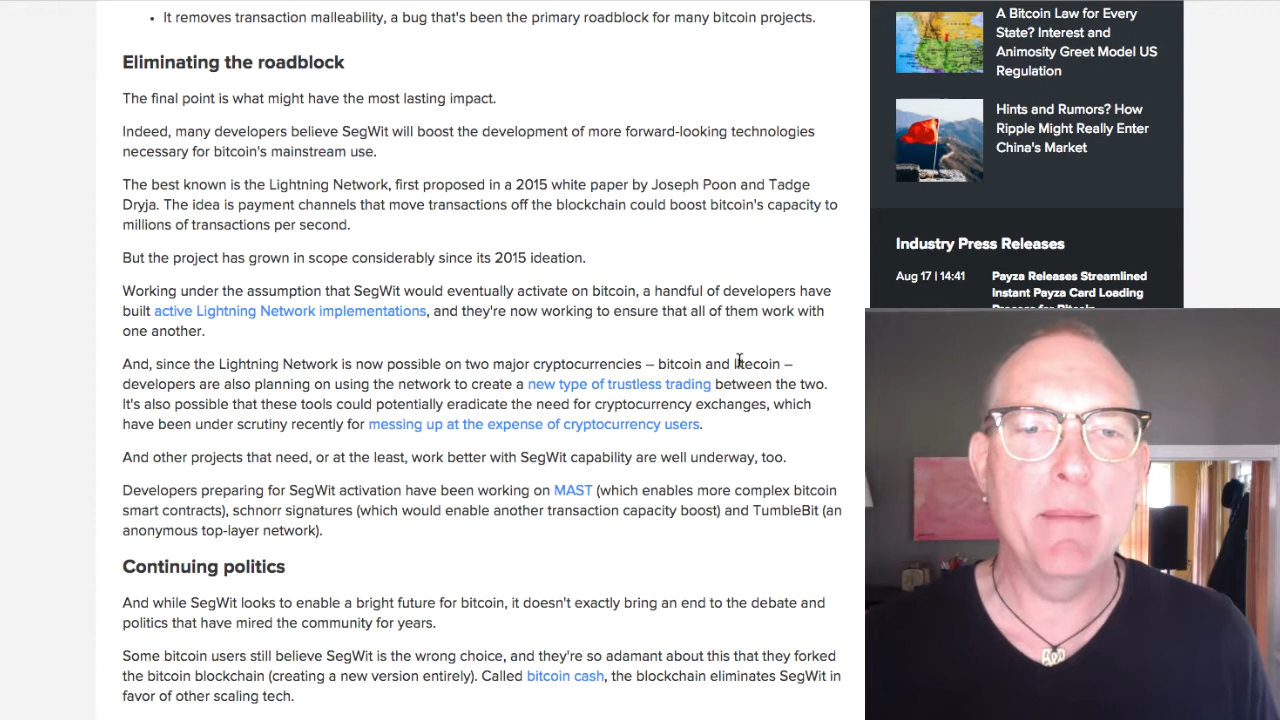 It removes transaction malleability, a bug that's been the primary roadblock for many bitcoin projects.
Eliminating the roadblock
The final point is what might have the most lasting impact.
Indeed, many developers believe SegWit will boost the development of more forward-looking technologies
necessary for bitcoin's mainstream use.
The best known is the Lightning Network, first proposed in a 2015 white paper by Joseph Poon and Tadge
Dryja. The idea is payment channels that move transactions off the blockchain could boost bitcoin's capacity to
millions of transactions per second.
But the project has grown in scope considerably since its 2015 ideation.
Working under the assumption that SegWit would eventually activate on bitcoin, a handful of developers have
built active Lightning Network implementations, and they're now working to ensure that all of them work with
one another.
And, since the Lightning Network is now possible on two major cryptocurrencies – bitcoin and litecoin –
developers are also planning on using the network to create a new type of trustless trading between the two.
It's also possible that these tools could potentially eradicate the need for cryptocurrency exchanges, which
have been under scrutiny recently for messing up at the expense of cryptocurrency users.
And other projects that need, or at the least, work better with SegWit capability are well underway, too.
Developers preparing for SegWit activation have been working on MAST (which enables more complex bitcoin
smart contracts), schnorr signatures (which would enable another transaction capacity boost) and TumbleBit (an
anonymous top-layer network).
Continuing politics
And while SegWit looks to enable a bright future for bitcoin, it doesn't exactly bring an end to the debate and
politics that have mired the community for years.
Some bitcoin users still believe SegWit is the wrong choice, and they're so adamant about this that they forked
the bitcoin blockchain (creating a new version entirely). Called bitcoin cash, the blockchain eliminates SegWit in
favor of other scaling tech.
A Bitcoin Law for Every
State? Interest and
Animosity Greet Model US
Regulation
Hints and Rumors? How
Ripple Might Really Enter
China's Market
Industry Press Releases
Aug 17 | 14:41
Payza Releases Streamlined
Instant Payza Card Loading
Process for Bitcoin